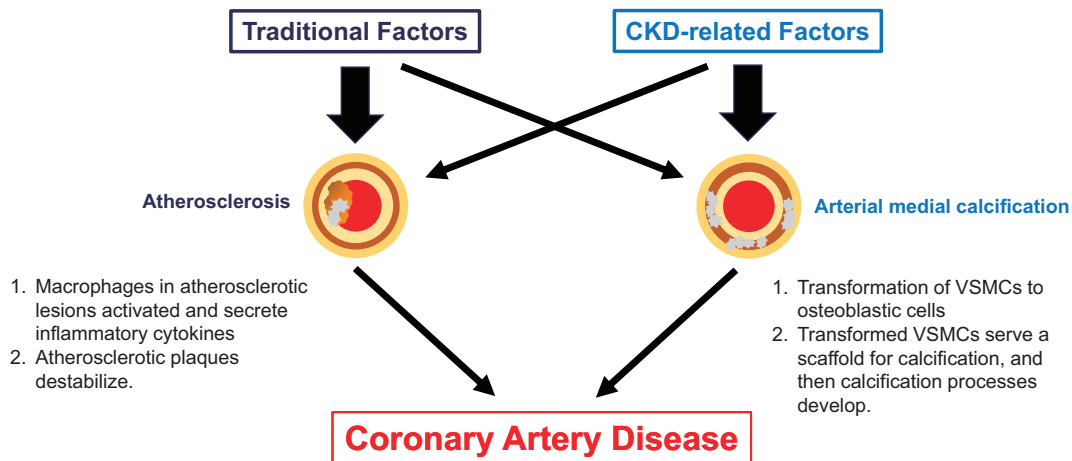 Traditional Factors
CKD-related Factors
Atherosclerosis
Arterial medial calcification
1. Macrophages in atherosclerotic
lesions activated and secrete
inflammatory cytokines
2. Atherosclerotic plaques
destabilize.
1. Transformation of VSMCs to
osteoblastic cells
2. Transformed VSMCs serve a
scaffold for calcification, and
then calcification processes
develop.
Coronary Artery Disease